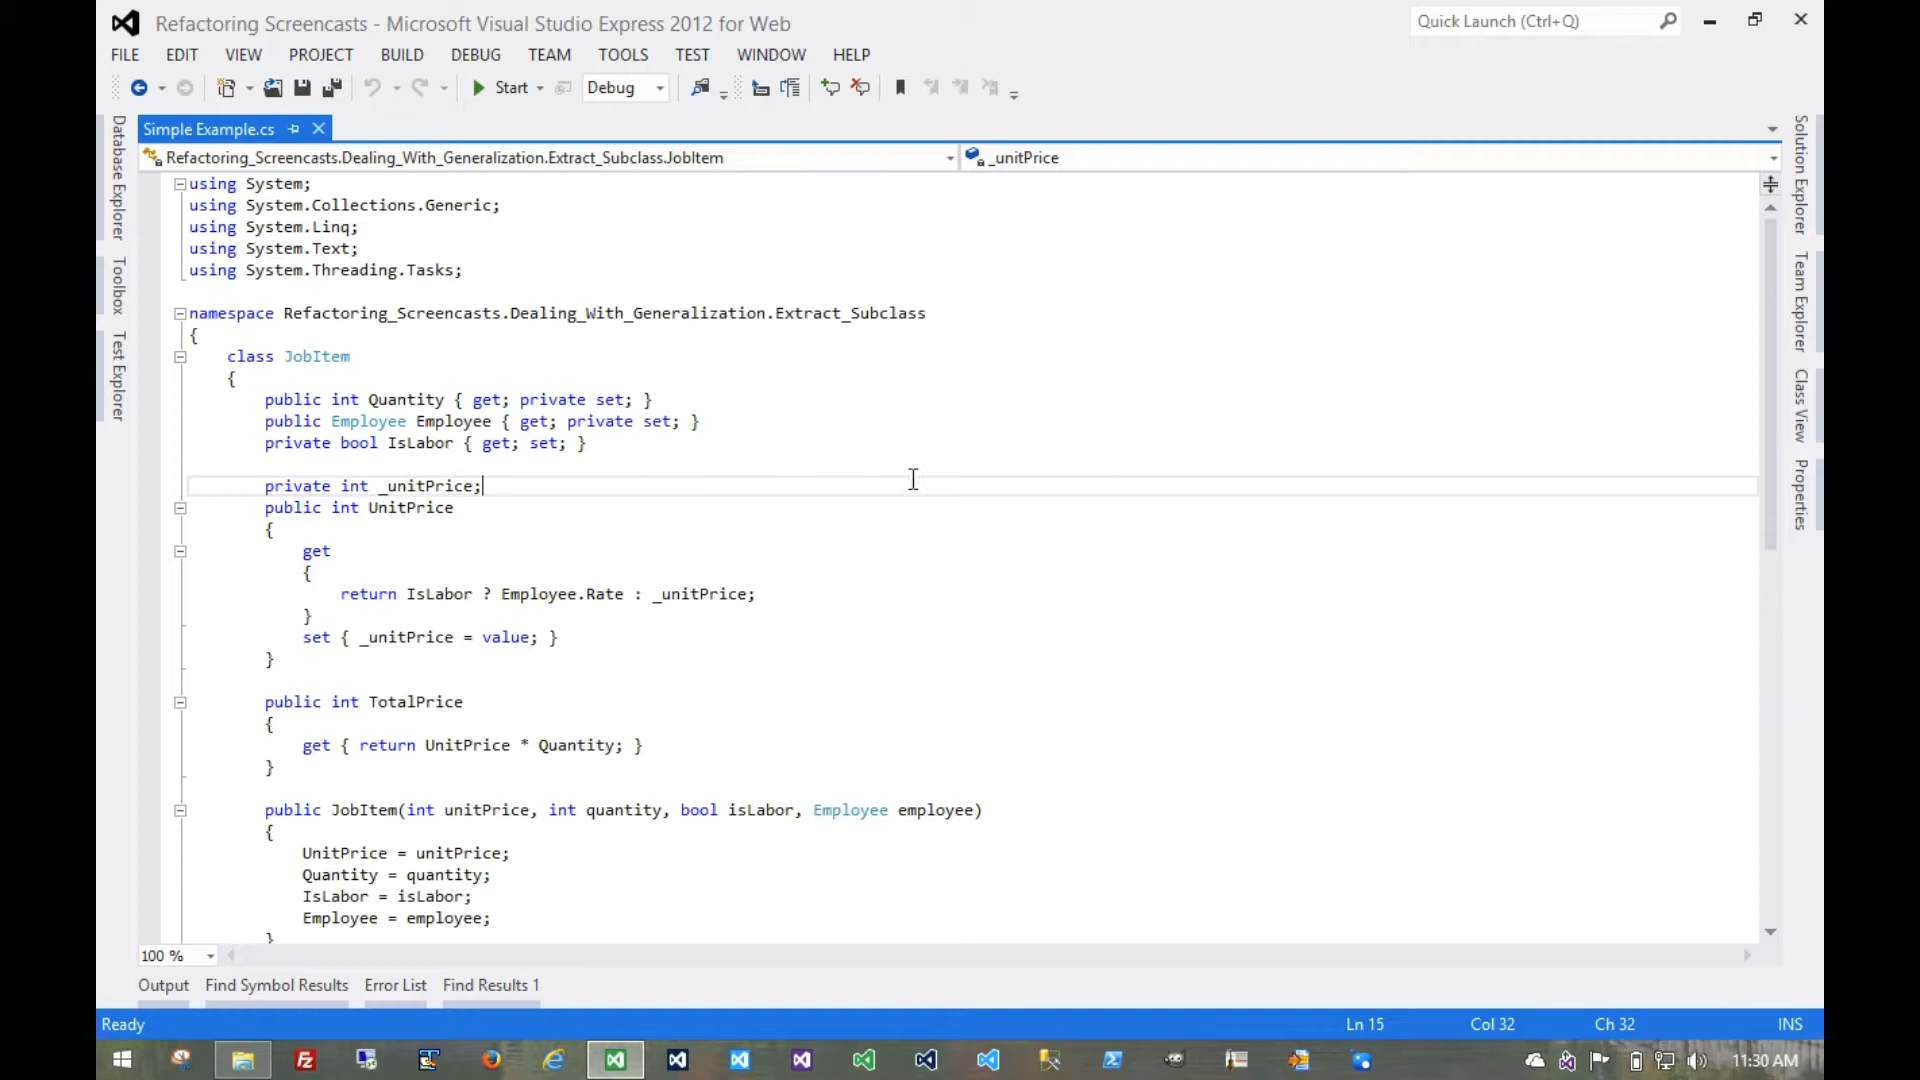 Refactoring Screencasts - Microsoft Visual Studio Express 2012 for Web
Quick Launch (Ctrl+Q)
FILE EDIT VIEW PROJECT BUILD DEBUG TEAM TOOLS TEST WINDOW HELP
Start Debug
Simple Example.cs
Refactoring_Screencasts.Dealing_With_Generalization.Extract_Subclass.JobItem
_unitPrice
Database Explorer
Toolbox
Test Explorer
using System;
using System.Collections.Generic;
using System.Linq;
using System.Text;
using System.Threading.Tasks;
namespace Refactoring_Screencasts.Dealing_With_Generalization.Extract_Subclass
{
class JobItem
{
public int Quantity { get; private set; }
public Employee Employee { get; private set; }
private bool IsLabor { get; set; }
private int _unitPrice;
public int UnitPrice
{
get
{
return IsLabor ? Employee.Rate : _unitPrice;
}
set { _unitPrice = value; }
}
public int TotalPrice
{
get { return UnitPrice * Quantity; }
}
public JobItem(int unitPrice, int quantity, bool isLabor, Employee employee)
{
UnitPrice = unitPrice;
Quantity = quantity;
IsLabor = isLabor;
Employee = employee;
}
Solution Explorer
Team Explorer
Class View
Properties
100 %
Output Find Symbol Results Error List Find Results 1
Ready Ln 15 Col 32 Ch 32 INS
11:30 AM